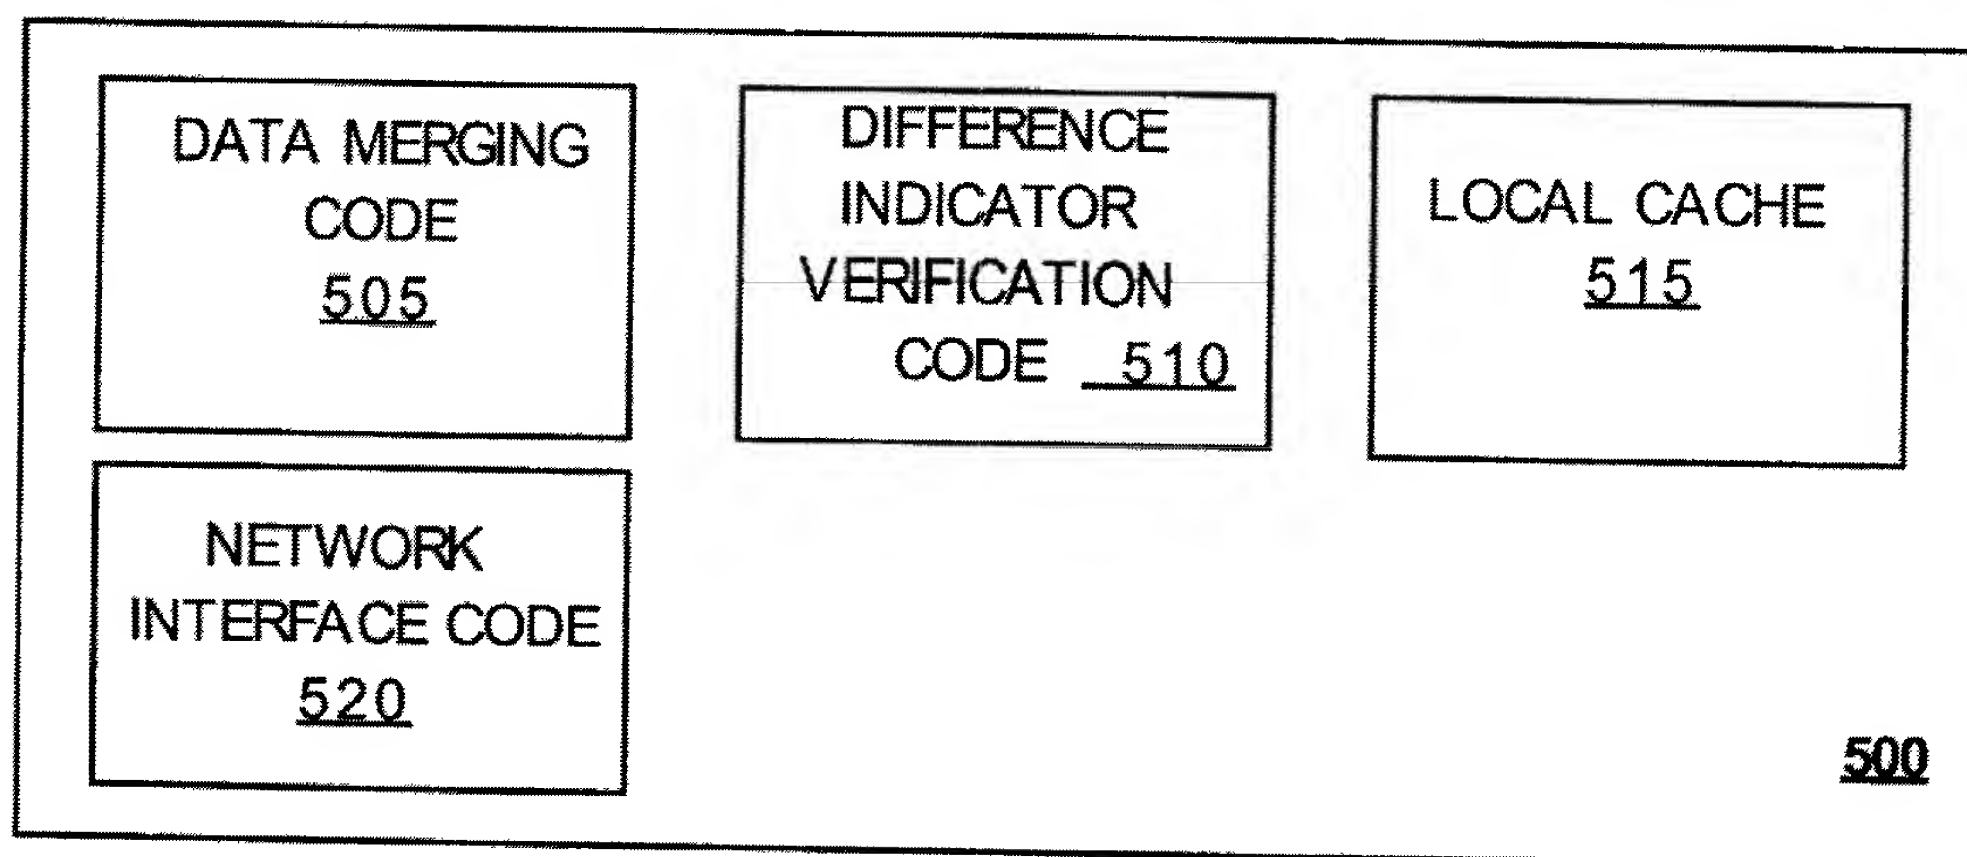 DATA MERGING
CODE
505
DIFFERENCE
INDICATOR
VERIFICATION
CODE 510
LOCAL CACHE
515
NETWORK
INTERFACE CODE
520
500